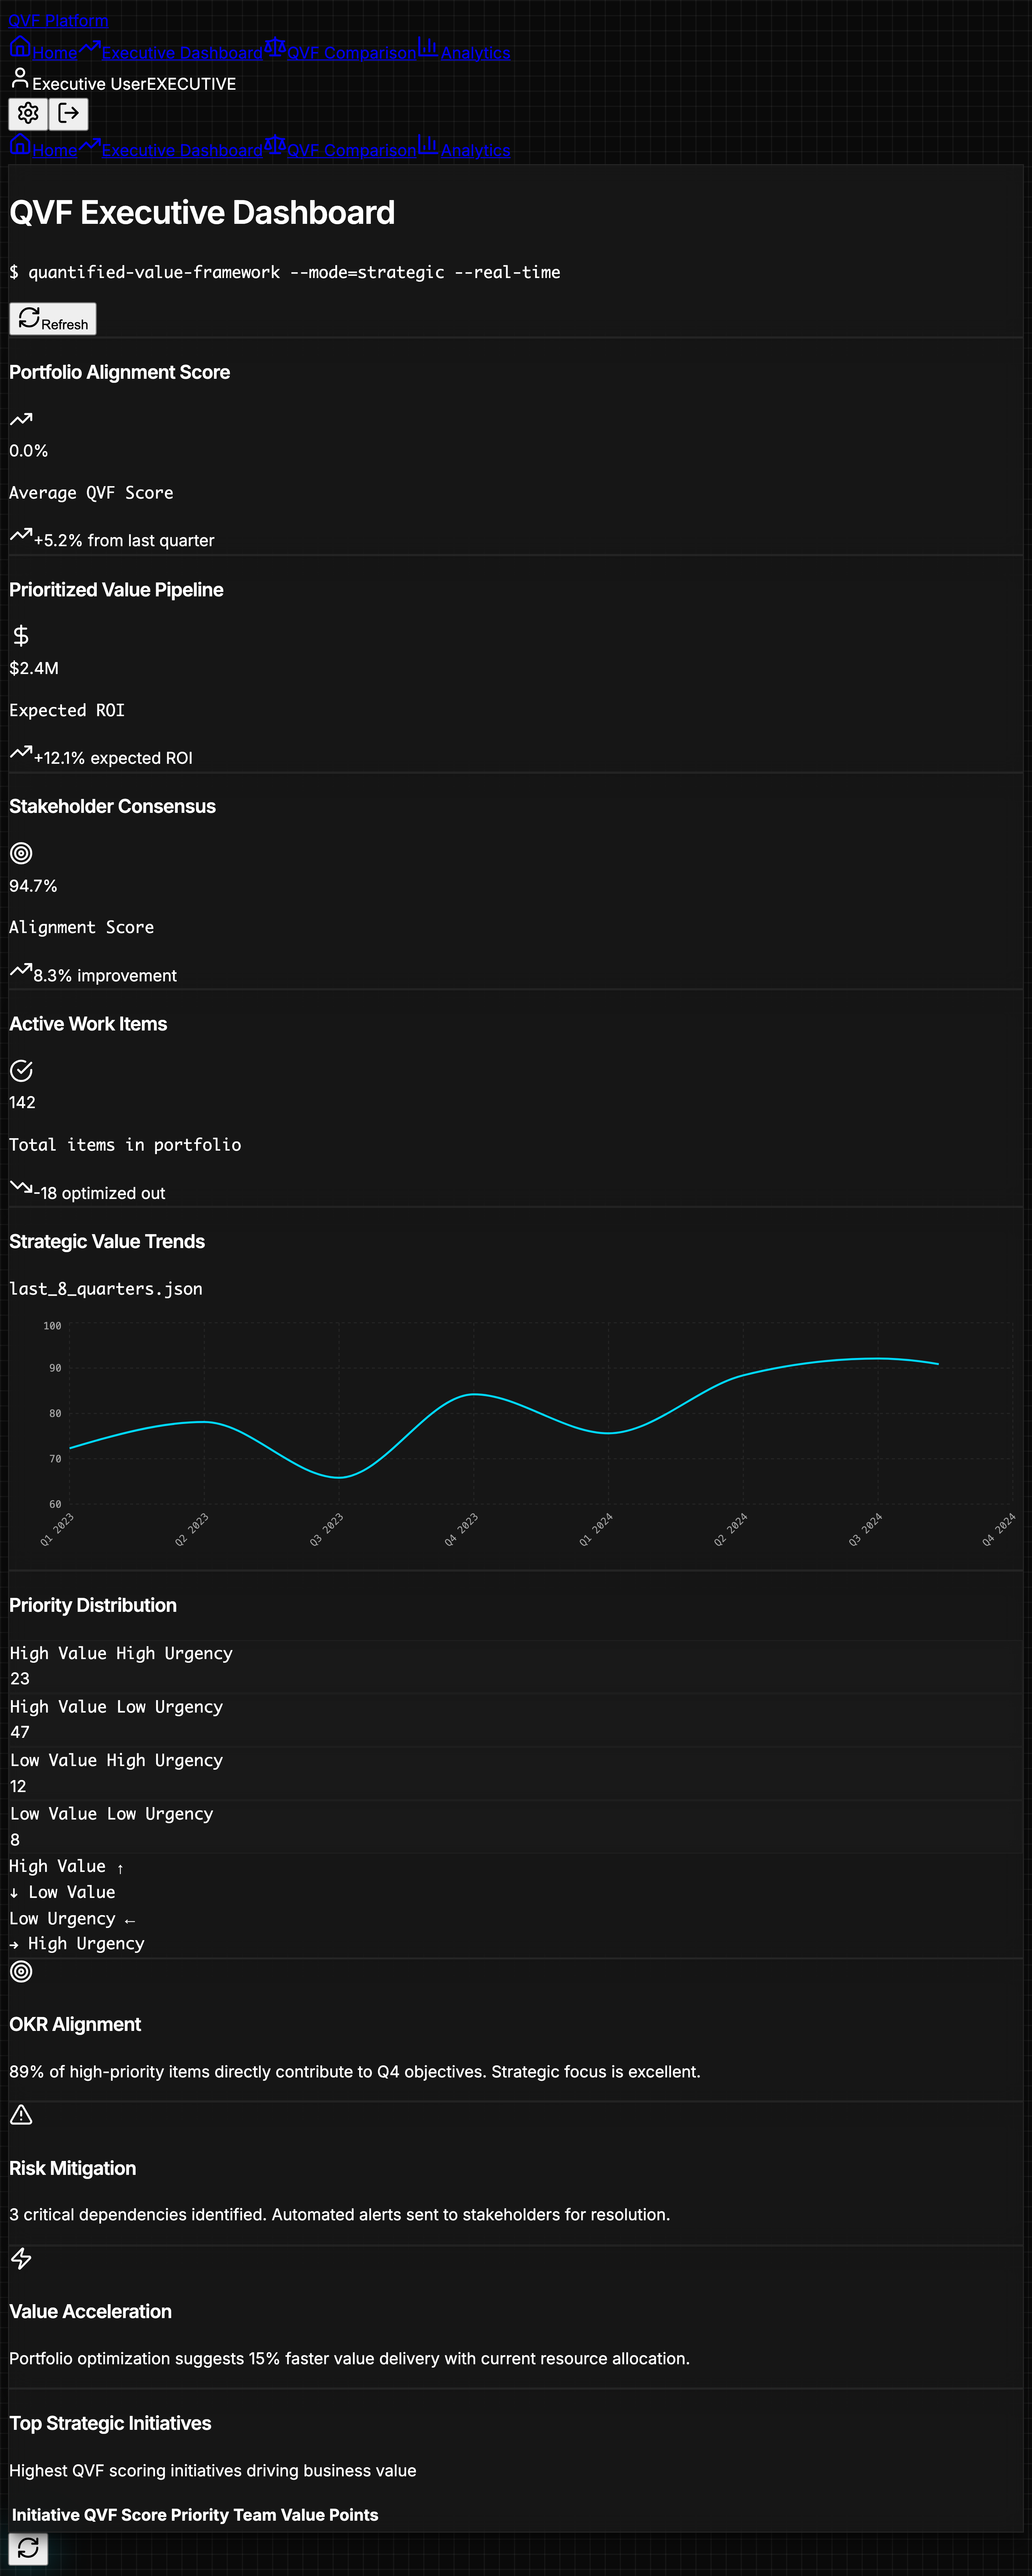 QVF Platform
Home Executive Dashboard QVF Comparison Analytics
Executive UserEXECUTIVE
Home Executive Dashboard QVF Comparison Analytics
QVF Executive Dashboard
$ quantified-value-framework --mode=strategic --real-time
Refresh
Portfolio Alignment Score
0.0%
Average QVF Score
+5.2% from last quarter
Prioritized Value Pipeline
$2.4M
Expected ROI
+12.1% expected ROI
Stakeholder Consensus
94.7%
Alignment Score
8.3% improvement
Active Work Items
142
Total items in portfolio
-18 optimized out
Strategic Value Trends
last_8_quarters.json
100
90
80
70
60
Q1 2023 Q2 2023 Q3 2023 Q4 2023 Q1 2024 Q2 2024 Q3 2024 Q4 2024
Priority Distribution
High Value High Urgency
23
High Value Low Urgency
47
Low Value High Urgency
12
Low Value Low Urgency
8
High Value ↑
↓ Low Value
Low Urgency ←
→ High Urgency
OKR Alignment
89% of high-priority items directly contribute to Q4 objectives. Strategic focus is excellent.
Risk Mitigation
3 critical dependencies identified. Automated alerts sent to stakeholders for resolution.
Value Acceleration
Portfolio optimization suggests 15% faster value delivery with current resource allocation.
Top Strategic Initiatives
Highest QVF scoring initiatives driving business value
Initiative QVF Score Priority Team Value Points